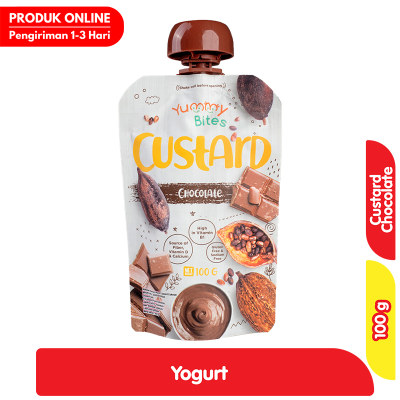 PRODUK ONLINE
Pengiriman 1-3 Hari
Yummy
Bites
CUSTARD
CHOCOLATE
High
in Vitamin
B1
Source of
Fiber,
Vitamin D
& Calcium
Gluten
Free &
Sodium
Free
100 G
Custard
Chocolate
100 g
Yogurt